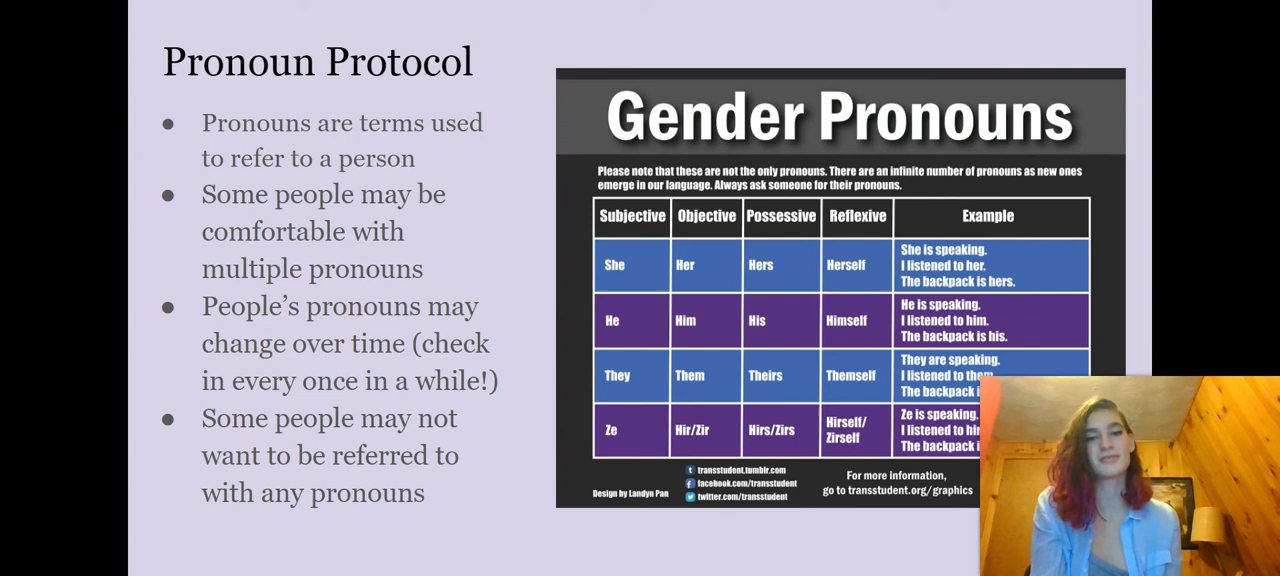 Pronoun Protocol
● Pronouns are terms used
to refer to a person
● Some people may be
comfortable with
multiple pronouns
● People’s pronouns may
change over time (check
in every once in a while!)
● Some people may not
want to be referred to
with any pronouns
Gender Pronouns
Please note that these are not the only pronouns. There are an infinite number of pronouns as new ones
emerge in our language. Always ask someone for their pronouns.
Subjective Objective Possessive Reflexive Example
She Her Hers Herself
She is speaking.
I listened to her.
The backpack is hers.
He Him His Himself
He is speaking.
I listened to him.
The backpack is his.
They Them Theirs Themself
They are speaking.
I listened to them.
The backpack
Ze Hir/Zir Hirs/Zirs Hirself/
Zirself
Ze is speaking.
I listened to
The backpack
Design by Landyn Pan
transstudent.tumblr.com
facebook.com/transstudent
twitter.com/transstudent
For more information,
go to transstudent.org/graphics